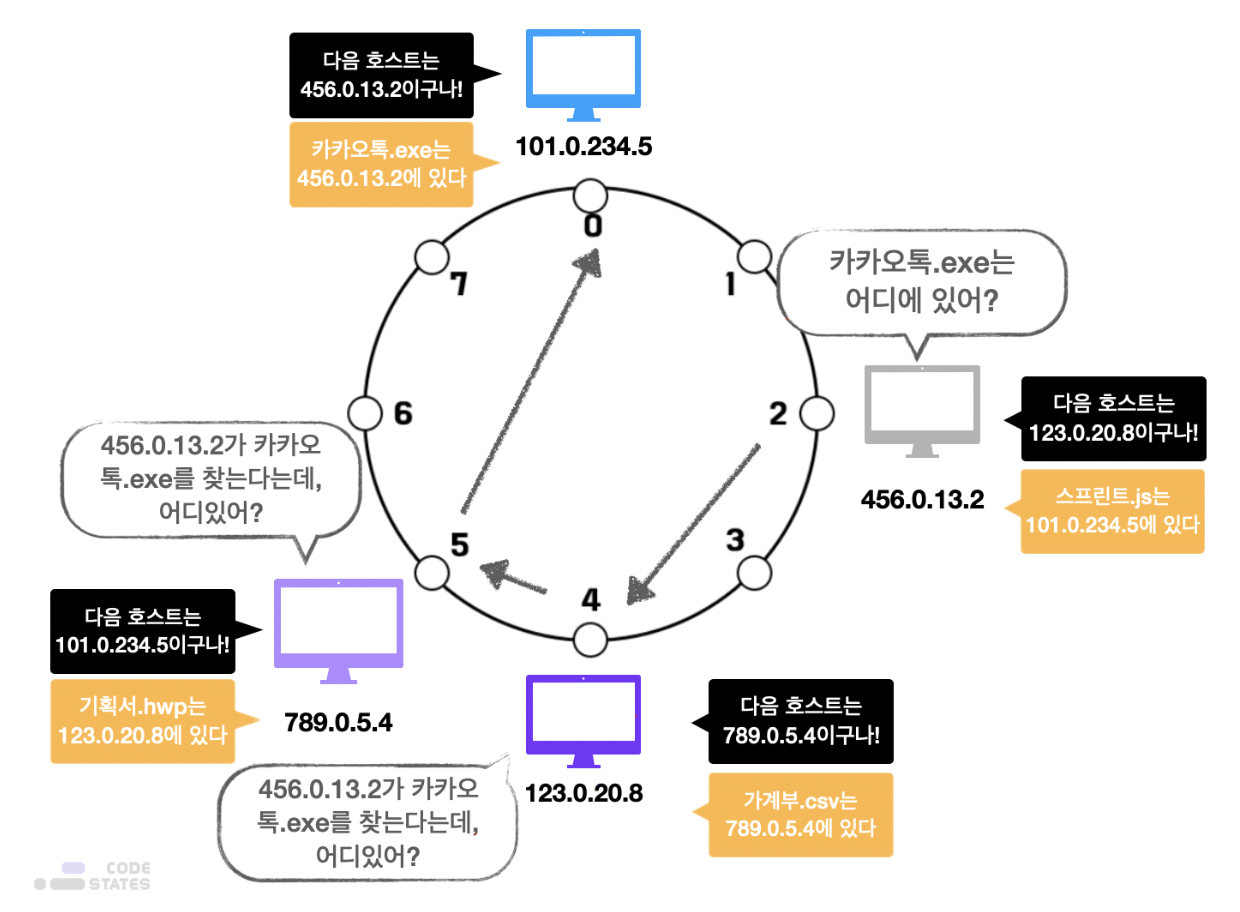 다음 호스트는
456.0.13.2이구나!
카카오톡.exe는
456.0.13.2에 있다
101.0.234.5
0
1
2
3
4
5
6
7
카카오톡.exe는
어디에 있어?
다음 호스트는
123.0.20.8이구나!
456.0.13.2
스프린트.js는
101.0.234.5에 있다
456.0.13.2가 카카오
톡.exe를 찾는다는데,
어디있어?
다음 호스트는
101.0.234.5이구나!
기획서.hwp는
123.0.20.8에 있다
789.0.5.4
다음 호스트는
789.0.5.4이구나!
가계부.csv는
789.0.5.4에 있다
123.0.20.8
456.0.13.2가 카카오
톡.exe를 찾는다는데,
어디있어?
CODE
STATES